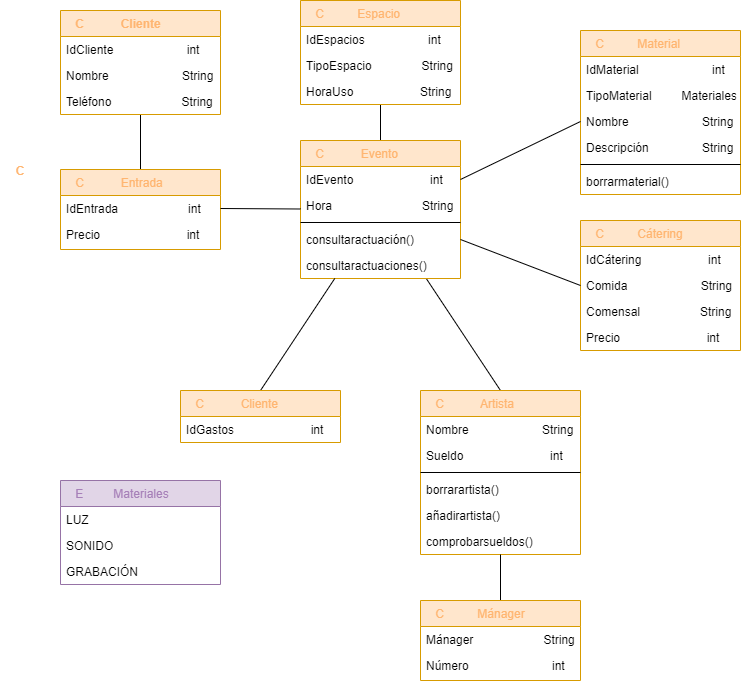 C Cliente
IdCliente int
Nombre String
Teléfono String
C Espacio
IdEspacios int
TipoEspacio String
HoraUso String
C Material
IdMaterial int
TipoMaterial Materiales
Nombre String
Descripción String
borrarmaterial()
C
C Entrada
IdEntrada int
Precio int
C Evento
IdEvento int
Hora String
consultaractuación()
consultaractuaciones()
C Cátering
IdCátering int
Comida String
Comensal String
Precio int
C Cliente
IdGastos int
C Artista
Nombre String
Sueldo int
borrarartista()
añadirartista()
comprobarsueldos()
E Materiales
LUZ
SONIDO
GRABACIÓN
C Mánager
Mánager String
Número int